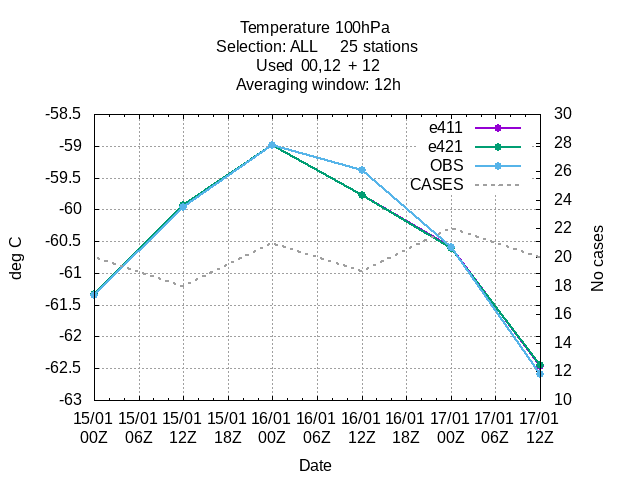 Temperature 100hPa
Selection: ALL     25 stations
Used  00,12  + 12
Averaging window: 12h
-58.5
-59
-59.5
-60
-60.5
-61
-61.5
-62
-62.5
-63
deg C
30
28
26
24
22
20
18
16
14
12
10
No cases
e411
e421
OBS
CASES
15/01 15/01 15/01 15/01 16/01 16/01 16/01 16/01 17/01 17/01 17/01
00Z 06Z 12Z 18Z 00Z 06Z 12Z 18Z 00Z 06Z 12Z
Date